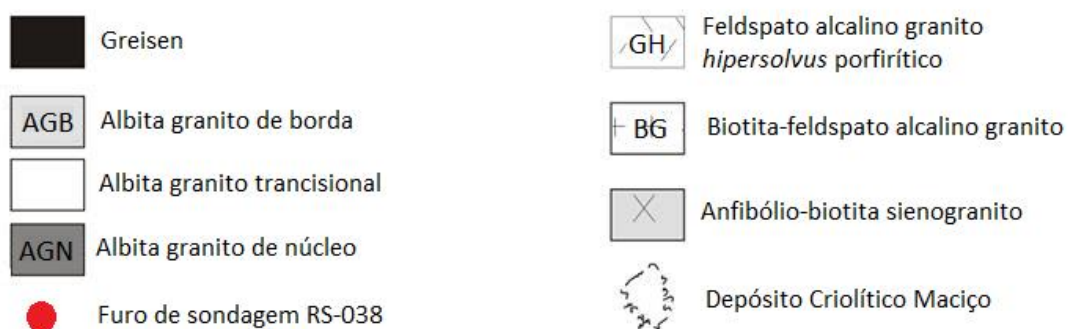 Greisen
AGB Albita granito de borda
Albita granito trancisional
AGN Albita granito de núcleo
Furo de sondagem RS-038
GH Feldspato alcalino granito
hipersolvus porfirítico
BG Biotita-feldspato alcalino granito
Anfibólio-biotita sienogranito
Depósito Criolítico Maciço